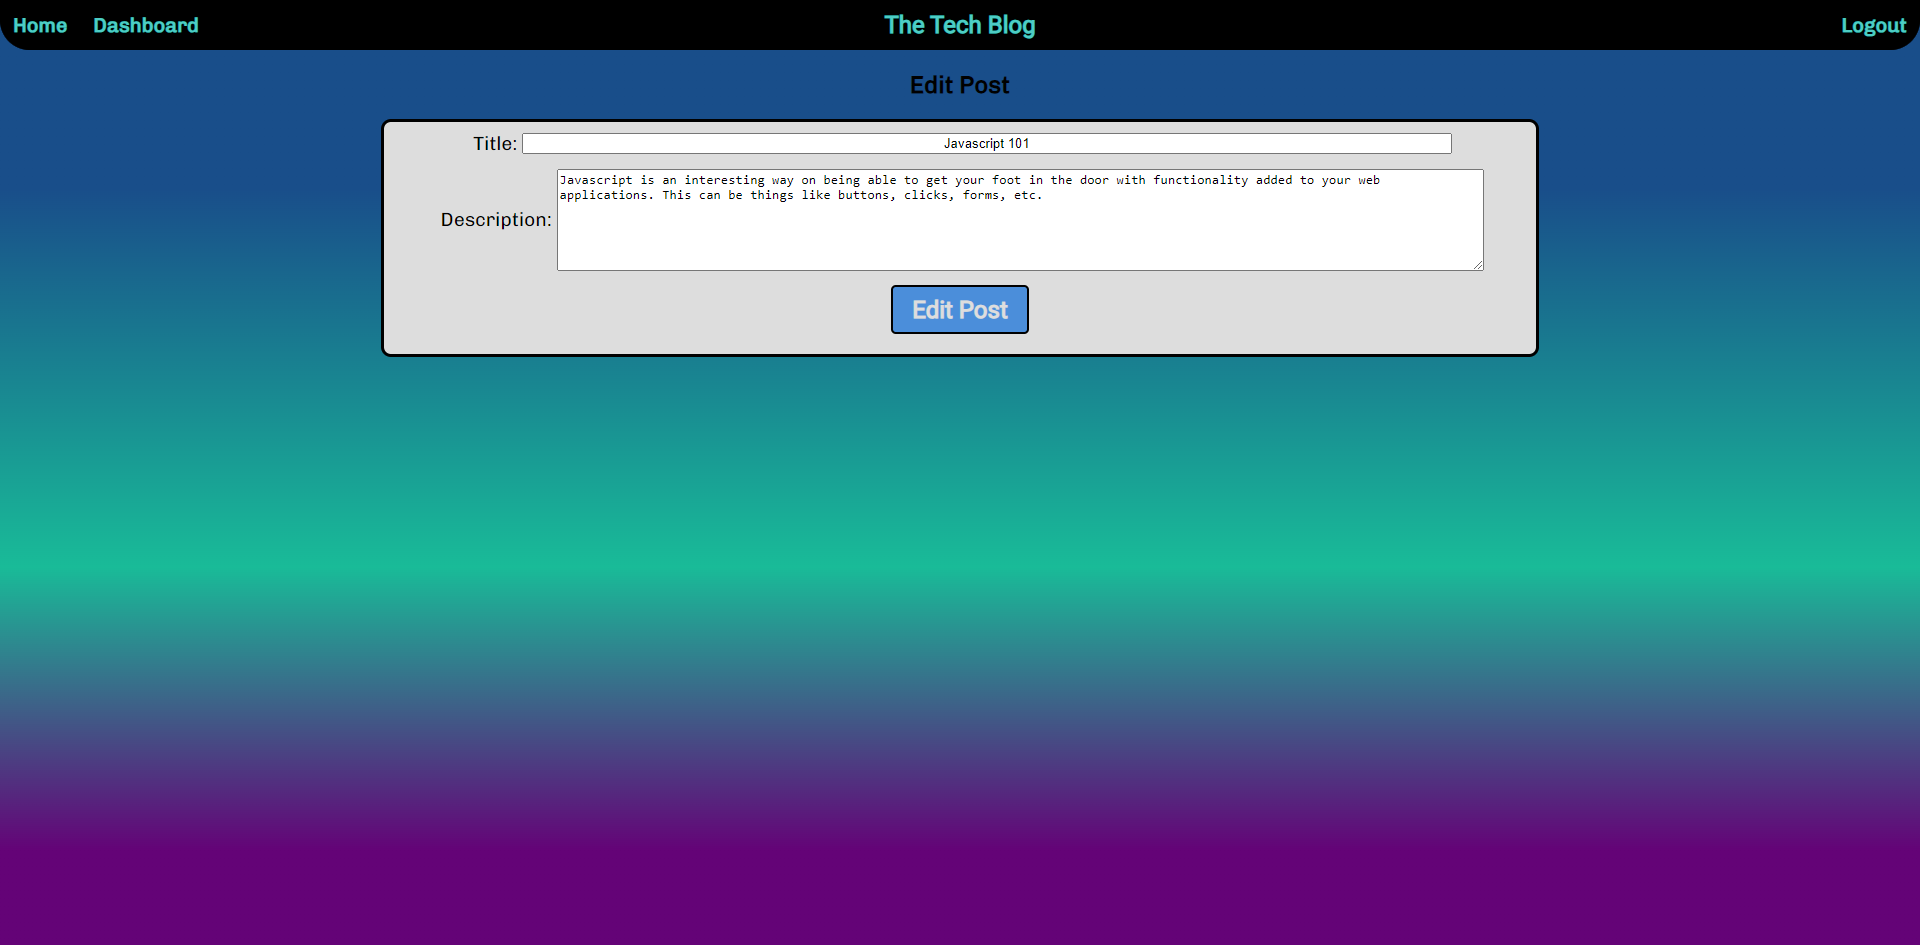 Home Dashboard The Tech Blog Logout
Edit Post
Title: Javascript 101
Description: Javascript is an interesting way on being able to get your foot in the door with functionality added to your web
applications. This can be things like buttons, clicks, forms, etc.
Edit Post